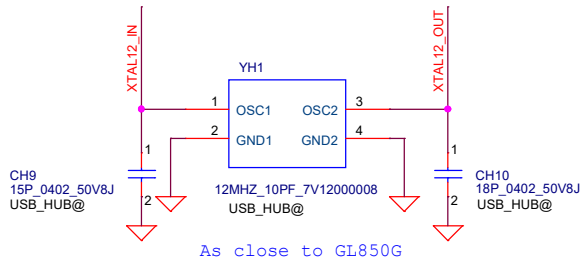 XTAL12_IN
XTAL12_OUT
YH1
1 OSC1 OSC2 3
2 GND1 GND2 4
1
1
CH9
15P_0402_50V8J
USB_HUB@
2
12MHZ_10PF_7V12000008
USB_HUB@
CH10
18P_0402_50V8J
USB_HUB@
2
As close to GL850G